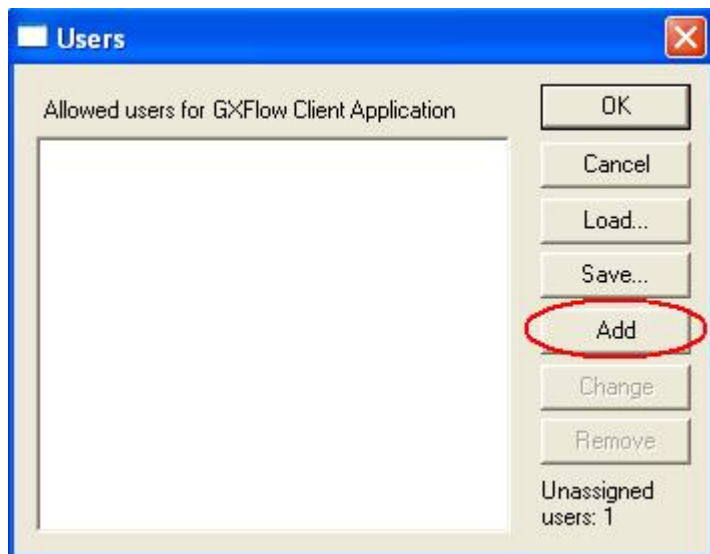 Users
Allowed users for GXFlow Client Application
OK
Cancel
Load...
Save...
Add
Change
Remove
Unassigned
users: 1